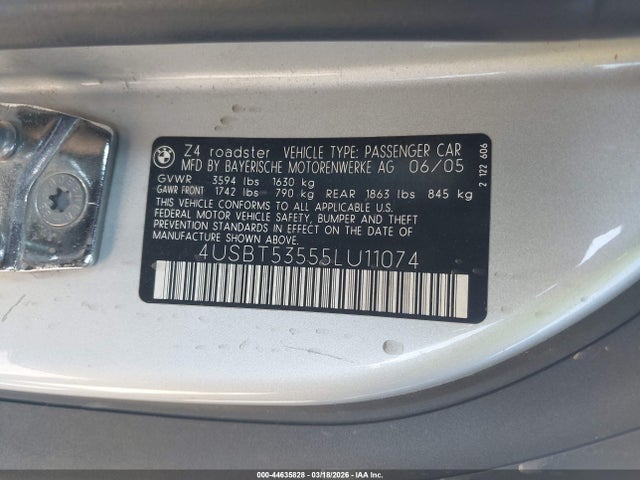 BMW
Z4 roadster VEHICLE TYPE: PASSENGER CAR
MFD BY BAYERISCHE MOTORENWERKE AG 06/05
GVWR 3594 lbs 1630 kg
GAWR FRONT 1742 lbs 790 kg REAR 1863 lbs 845 kg
THIS VEHICLE CONFORMS TO ALL APPLICABLE
FEDERAL MOTOR VEHICLE SAFETY, BUMPER AND THEFT
PREVENTION STANDARDS IN EFFECT ON THE DATE OF
MANUFACTURE SHOWN ABOVE.
4USBT53555LU11074
2 122 606
000-44635828 - 03/18/2026 - IAAI Inc.